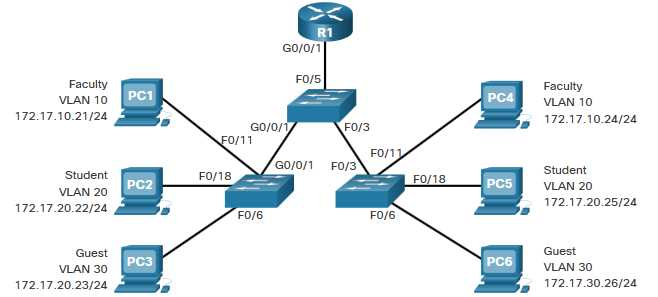 R1
G0/0/1
F0/5
Faculty
VLAN 10
172.17.10.21/24
PC1
PC4
Faculty
VLAN 10
172.17.10.24/24
G0/0/1
F0/3
F0/11
F0/11
G0/0/1
F0/3
Student
VLAN 20
172.17.20.22/24
PC2
F0/18
F0/18
PC5
Student
VLAN 20
172.17.20.25/24
F0/6
F0/6
Guest
VLAN 30
172.17.20.23/24
PC3
PC6
Guest
VLAN 30
172.17.30.26/24